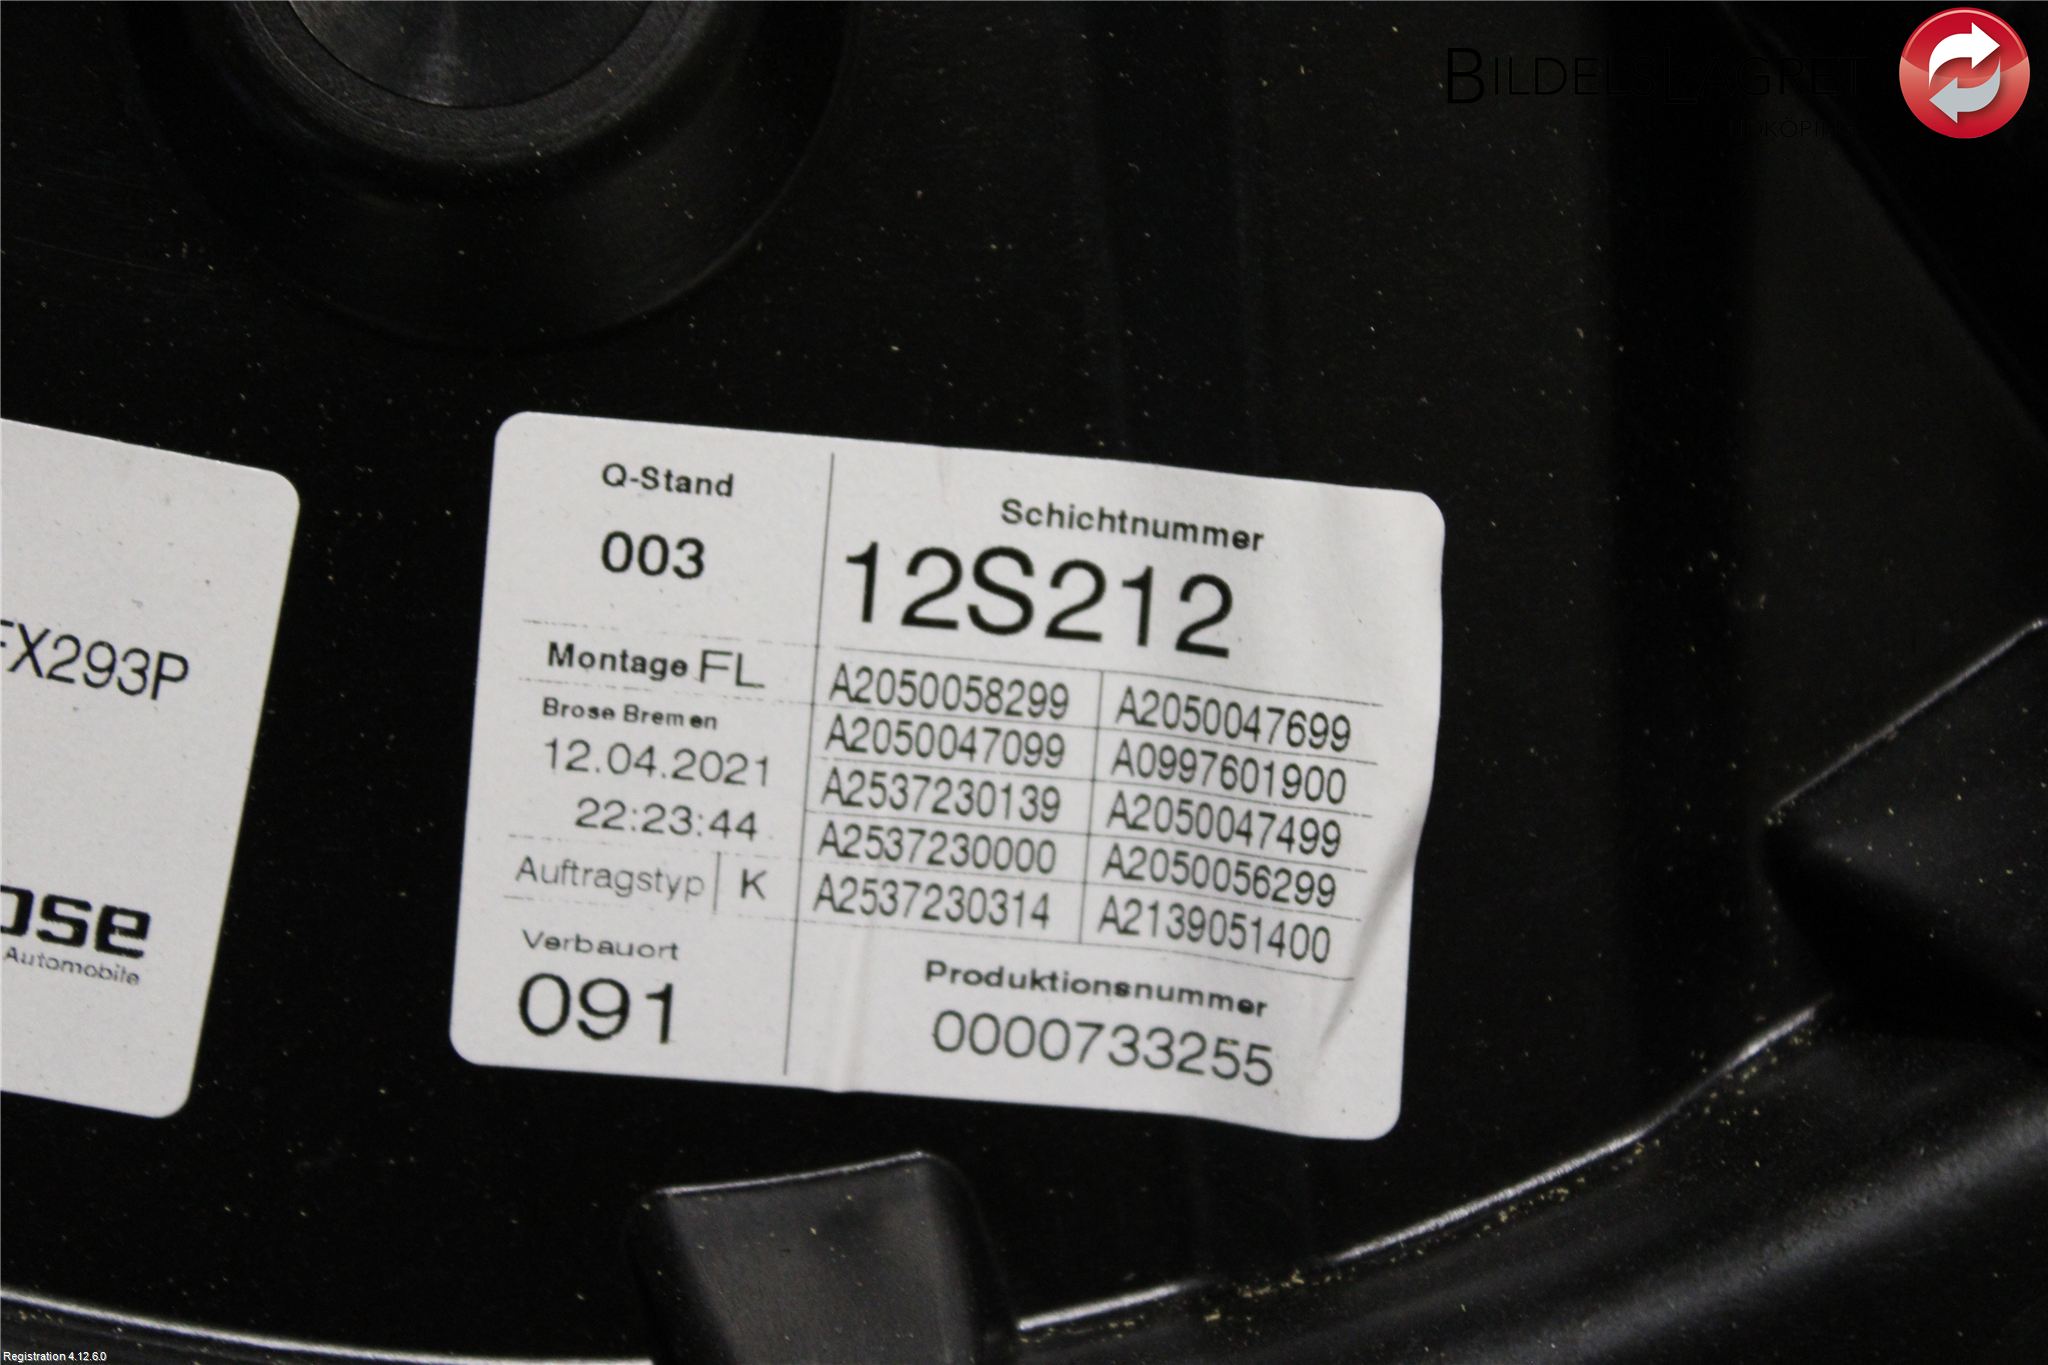 BILDELSLAGRET
FX293P
ose
Automobile
Q-Stand
003
Montage FL
Brose Bremen
12.04.2021
22:23:44
Auftragstyp K
Verbauort
091
Schichtnummer
12S212
A2050058299 A2050047699
A2050047099 A0997601900
A2537230139 A2050047499
A2537230000 A2050056299
A2537230314 A2139051400
Produktionsnummer
0000733255
Registration 4.12.6.0